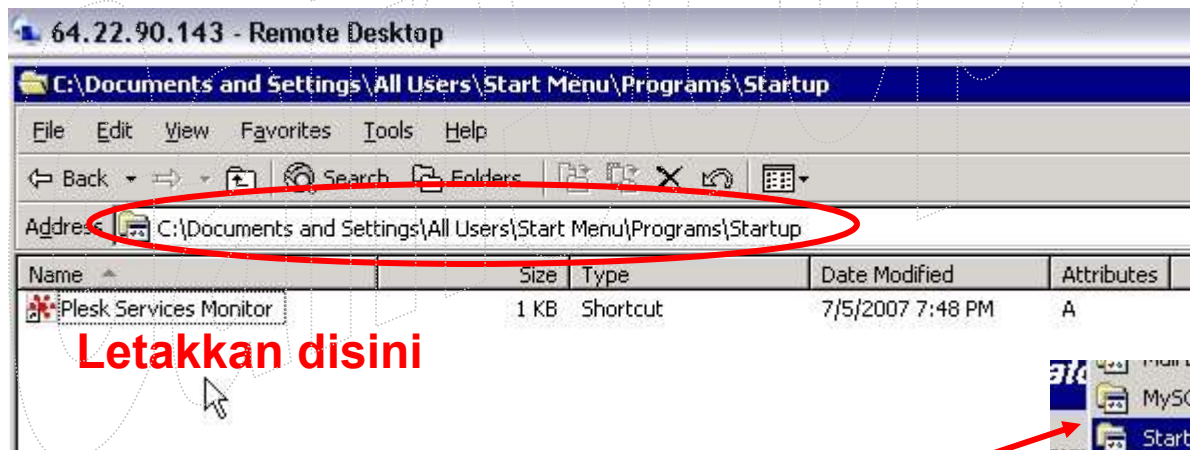 64.22.90.143 - Remote Desktop
C:\Documents and Settings\All Users\Start Menu\Programs\Startup
File Edit View Favorites Tools Help
Back Search Folders
Address C:\Documents and Settings\All Users\Start Menu\Programs\Startup
Name Size Type Date Modified Attributes
Plesk Services Monitor 1 KB Shortcut 7/5/2007 7:48 PM A
Letakkan disini